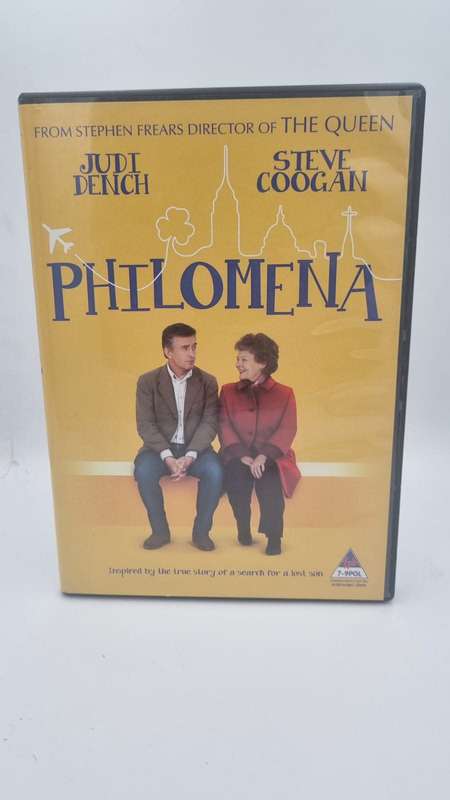 FROM STEPHEN FREARS DIRECTOR OF THE QUEEN
JUDI DENCH
STEVE COOGAN
PHILOMENA
Inspired by the true story of a search for a lost son
7-9PGL